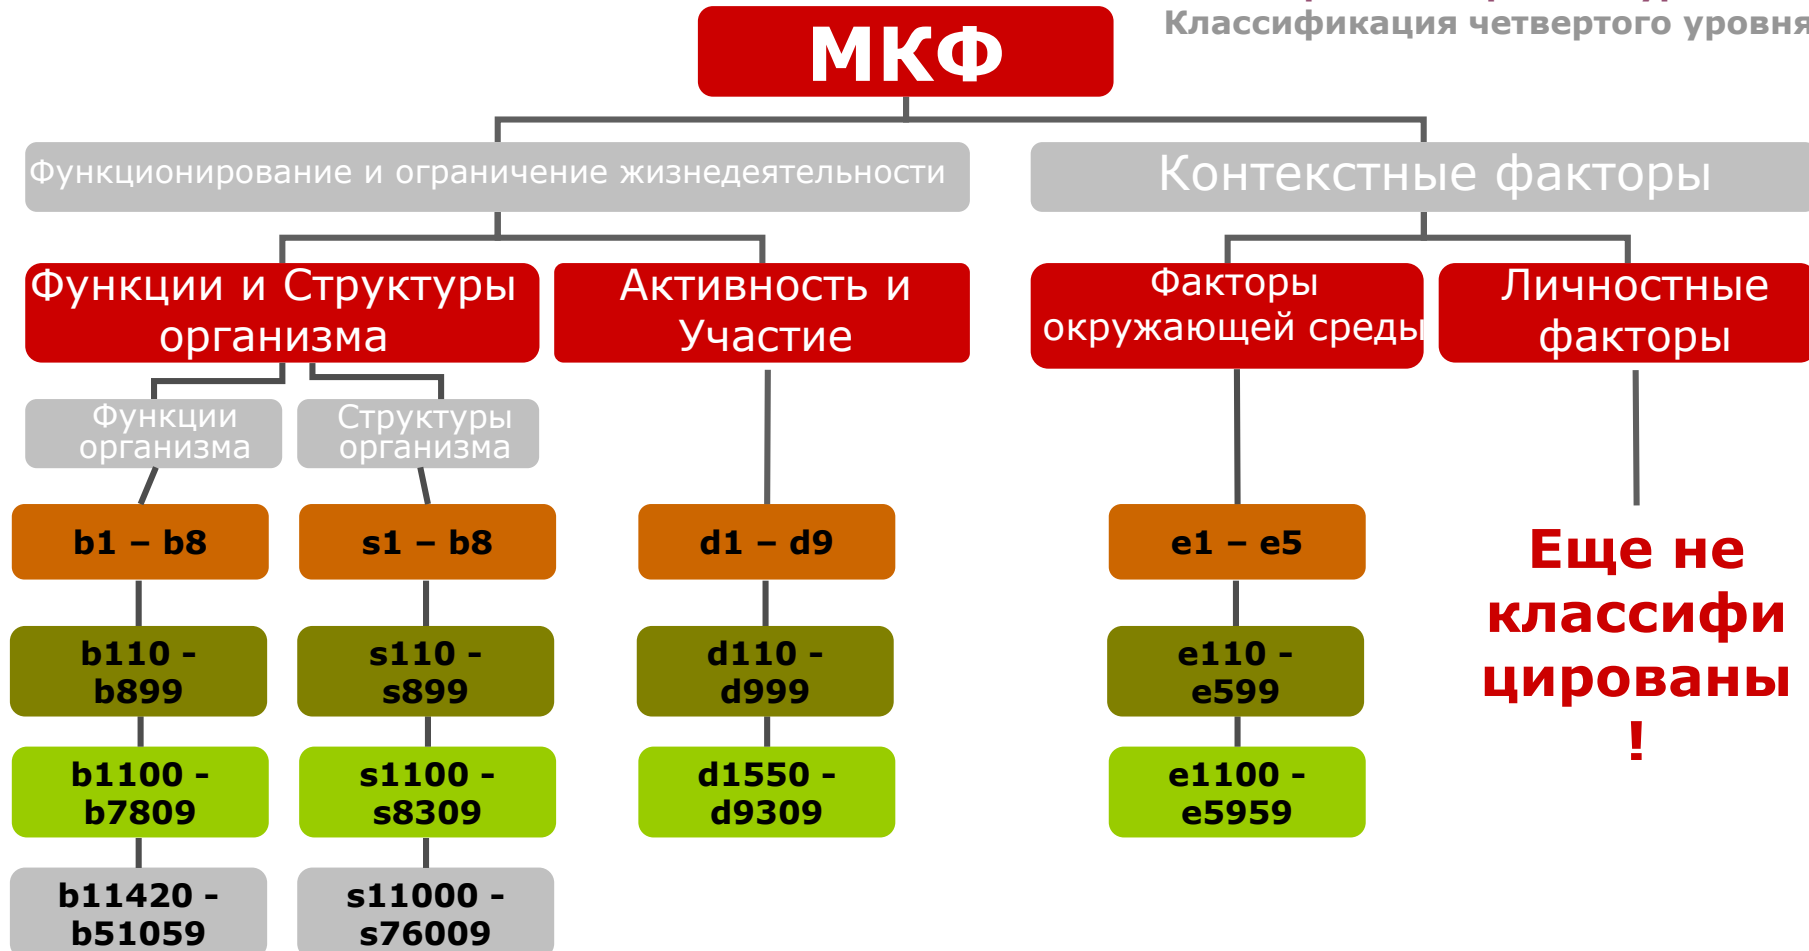 МКФ
Классификация четвертого уровня
Функционирование и ограничение жизнедеятельности
Контекстные факторы
Функции и Структуры
организма
Активность и
Участие
Факторы
окружающей среды
Личностные
факторы
Функции
организма
Структуры
организма
b1 – b8
s1 – b8
d1 – d9
e1 – e5
Еще не
классифи
цированы
!
b110 -
b899
s110 -
s899
d110 -
d999
e110 -
e599
b1100 -
b7809
s1100 -
s8309
d1550 -
d9309
e1100 -
e5959
b11420 -
b51059
s11000 -
s76009